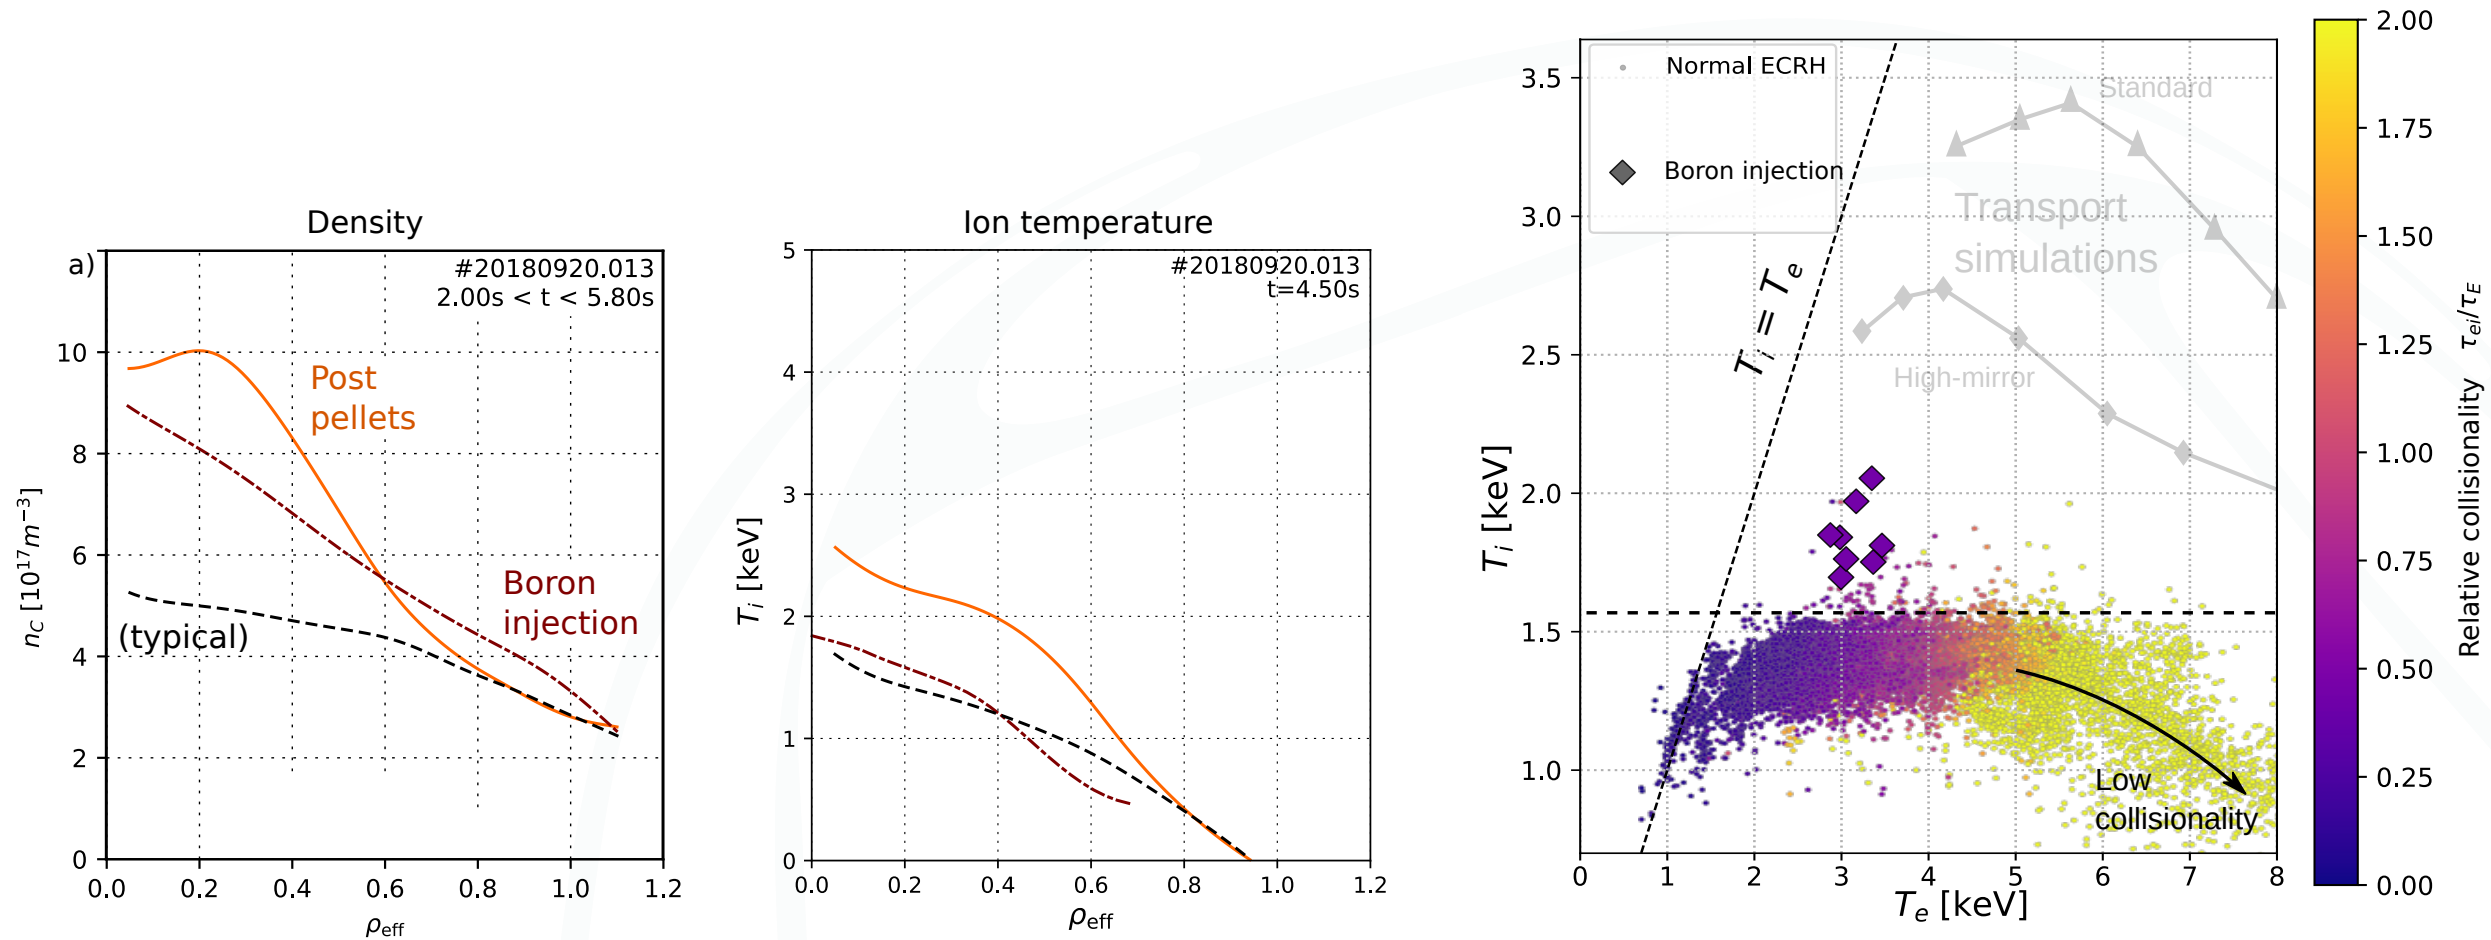 Density
a)
#20180920.013
2.00s < t < 5.80s
Post
pellets
Boron
injection
(typical)
n_C [10^17 m^−3]
10
8
6
4
2
0
0.0 0.2 0.4 0.6 0.8 1.0 1.2
ρ_eff
Ion temperature
#20180920.013
t=4.50s
T_i [keV]
5
4
3
2
1
0
0.0 0.2 0.4 0.6 0.8 1.0 1.2
ρ_eff
Normal ECRH
Boron injection
T_i = T_e
Standard
Transport
simulations
High-mirror
Low
collisionality
T_i [keV]
3.5
3.0
2.5
2.0
1.5
1.0
0 1 2 3 4 5 6 7 8
T_e [keV]
2.00
1.75
1.50
1.25
1.00
0.75
0.50
0.25
0.00
Relative collisionality τ_ei/τ_E